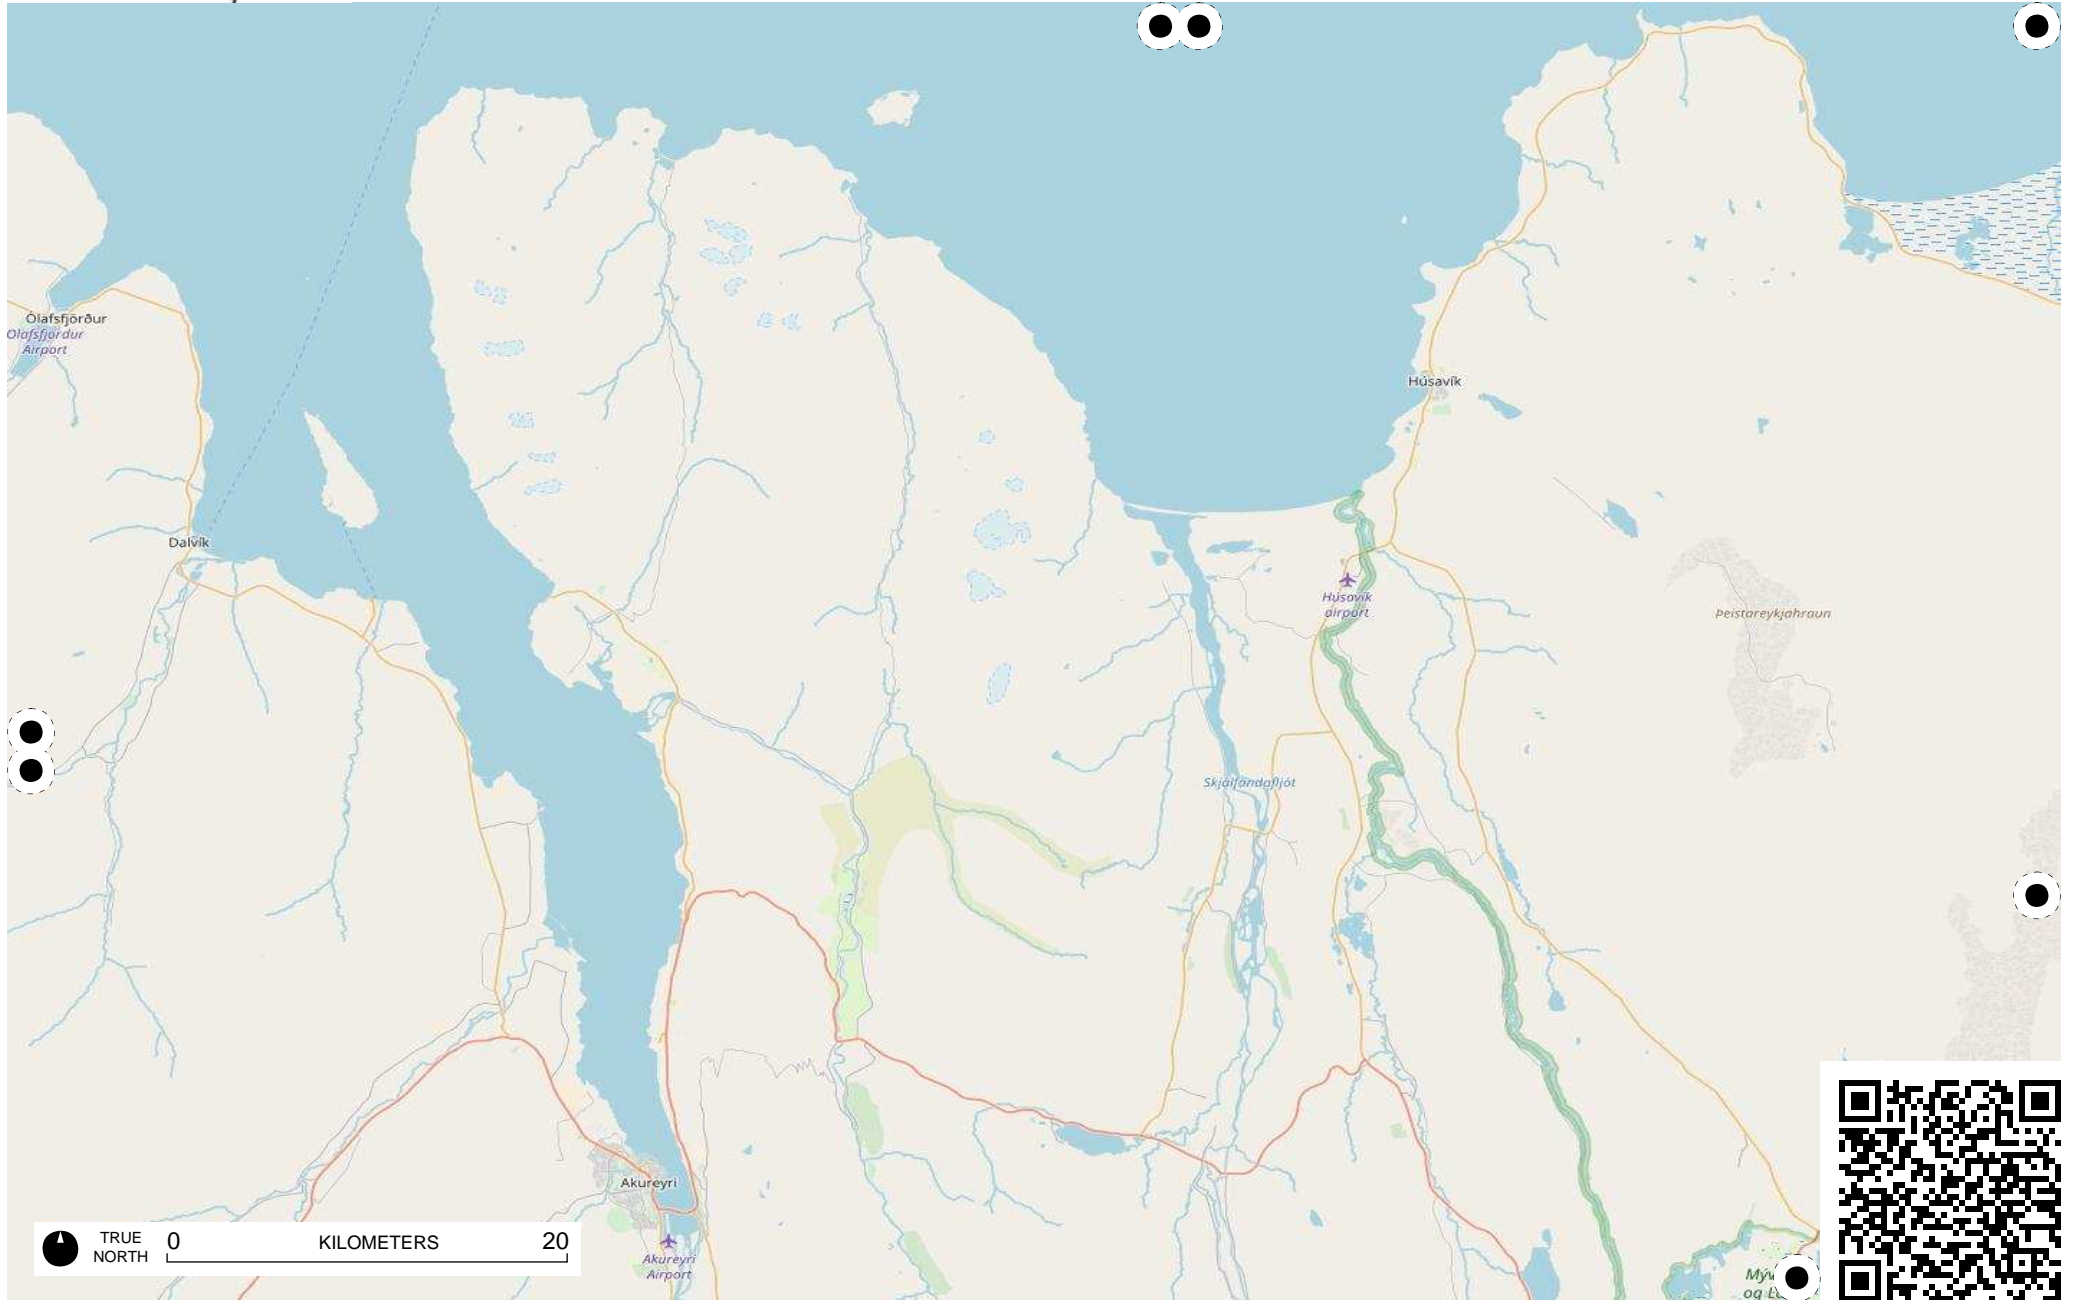 Ólafsfjörður
Ólafsfjördur
Airport
Húsavík
Dalvík
Húsavík
airport
Þeistareykjahraun
Skjálfandafljót
Akureyri
TRUE
NORTH
0 KILOMETERS 20
Akureyri
Airport